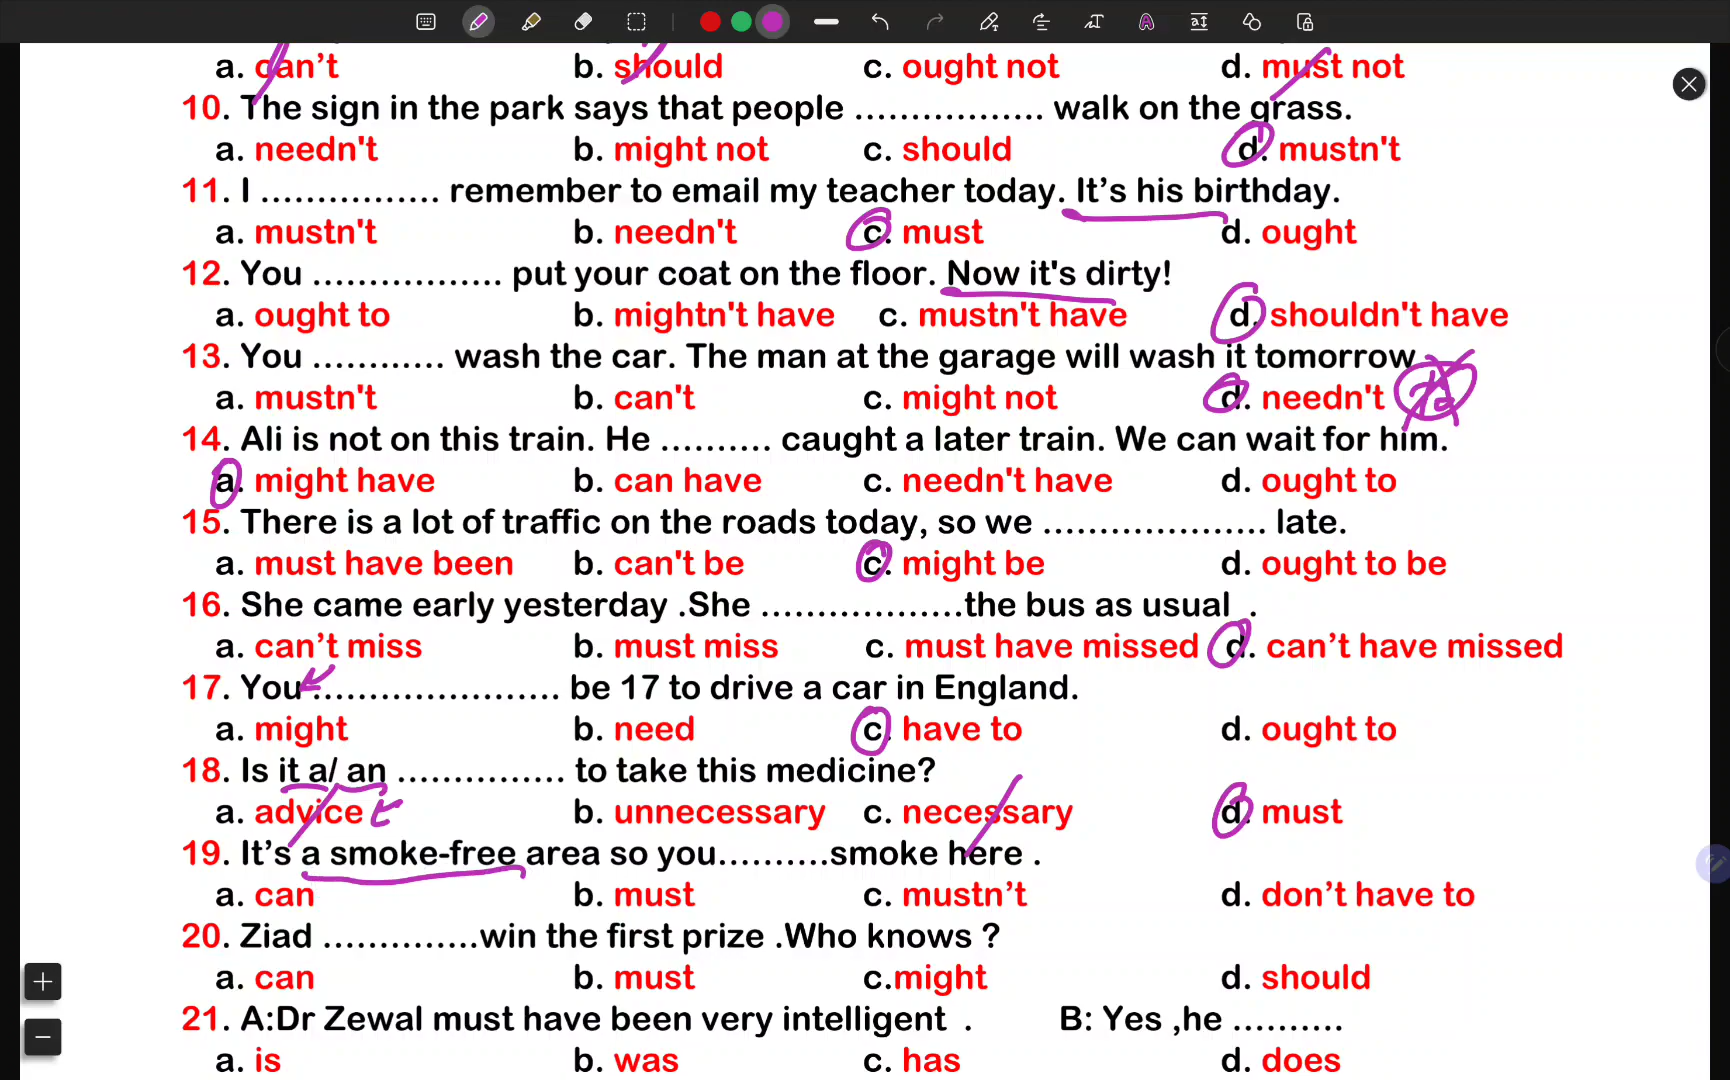 a. can’t b. should c. ought not d. must not
10. The sign in the park says that people ................. walk on the grass.
a. needn't b. might not c. should d. mustn't
11. I ................ remember to email my teacher today. It’s his birthday.
a. mustn't b. needn't c. must d. ought
12. You ................. put your coat on the floor. Now it's dirty!
a. ought to b. mightn't have c. mustn't have d. shouldn't have
13. You ............ wash the car. The man at the garage will wash it tomorrow
a. mustn't b. can't c. might not d. needn't
14. Ali is not on this train. He .......... caught a later train. We can wait for him.
a. might have b. can have c. needn't have d. ought to
15. There is a lot of traffic on the roads today, so we .................... late.
a. must have been b. can't be c. might be d. ought to be
16. She came early yesterday .She ..................the bus as usual .
a. can’t miss b. must miss c. must have missed d. can’t have missed
17. You ...................... be 17 to drive a car in England.
a. might b. need c. have to d. ought to
18. Is it a/ an ............... to take this medicine?
a. advice b. unnecessary c. necessary d. must
19. It’s a smoke-free area so you..........smoke here .
a. can b. must c. mustn’t d. don’t have to
20. Ziad ..............win the first prize .Who knows ?
a. can b. must c.might d. should
21. A:Dr Zewal must have been very intelligent . B: Yes ,he ..........
a. is b. was c. has d. does